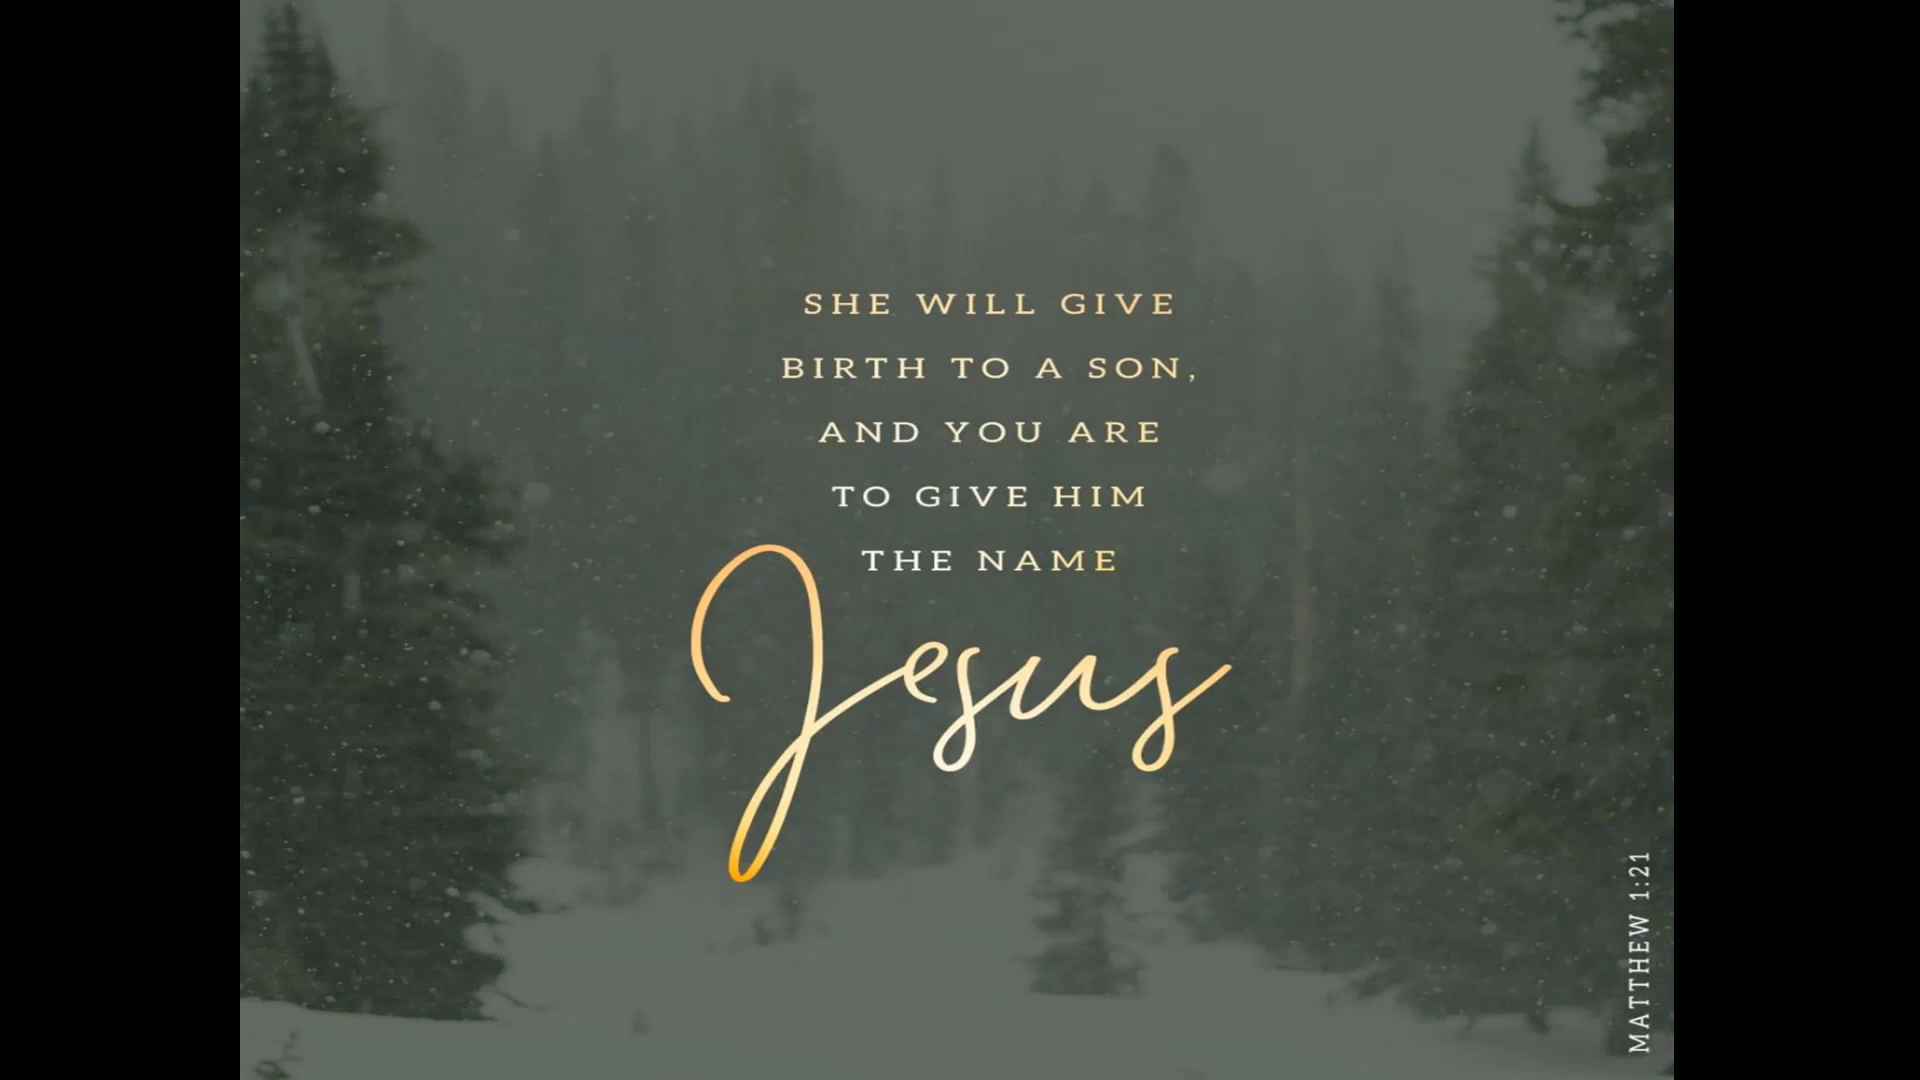 SHE WILL GIVE
BIRTH TO A SON,
AND YOU ARE
TO GIVE HIM
THE NAME
Jesus
MATTHEW 1:21